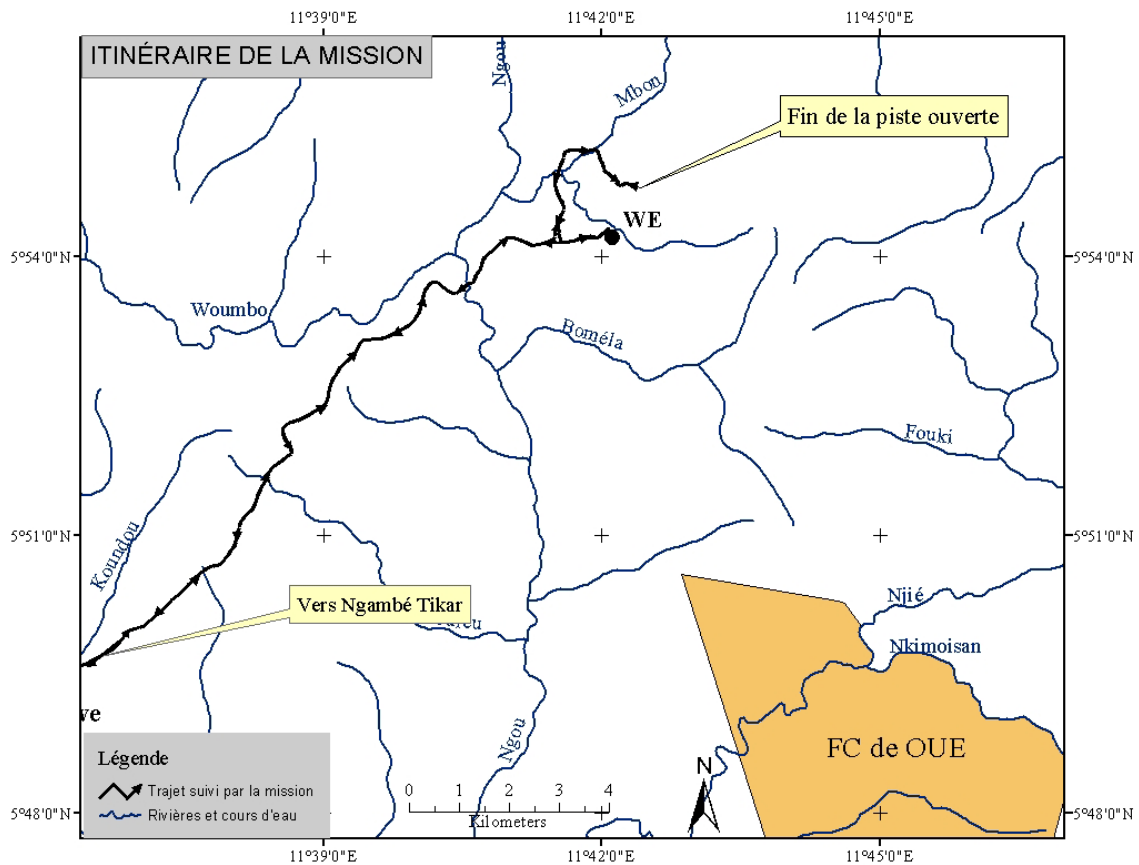 11°39'0"E
11°42'0"E
11°45'0"E
ITINÉRAIRE DE LA MISSION
Ngou
Mbon
Fin de la piste ouverte
WE
5°54'0"N
5°54'0"N
Woumbo
Boméla
Fouki
5°51'0"N
5°51'0"N
Koundou
Vers Ngambé Tikar
Njié
Nkimoisan
ve
Ngou
FC de OUE
Légende
Trajet suivi par la mission
Rivières et cours d'eau
N
0 1 2 3 4
Kilometers
5°48'0"N
5°48'0"N
11°39'0"E
11°42'0"E
11°45'0"E